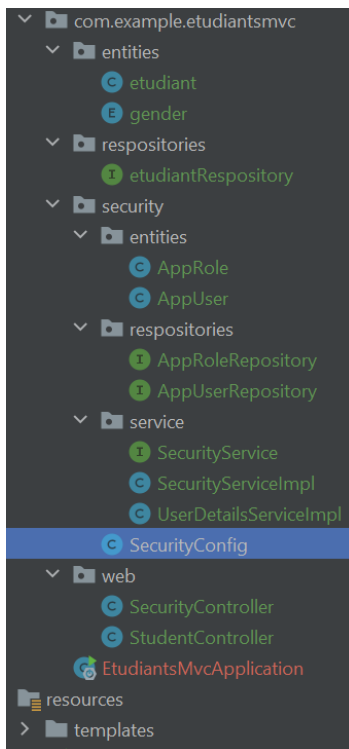 com.example.etudiantsmvc
entities
C etudiant
E gender
respositories
I etudiantRespository
security
entities
C AppRole
C AppUser
respositories
I AppRoleRepository
I AppUserRepository
service
I SecurityService
C SecurityServiceImpl
C UserDetailsServiceImpl
C SecurityConfig
web
C SecurityController
C StudentController
EtudiantsMvcApplication
resources
templates